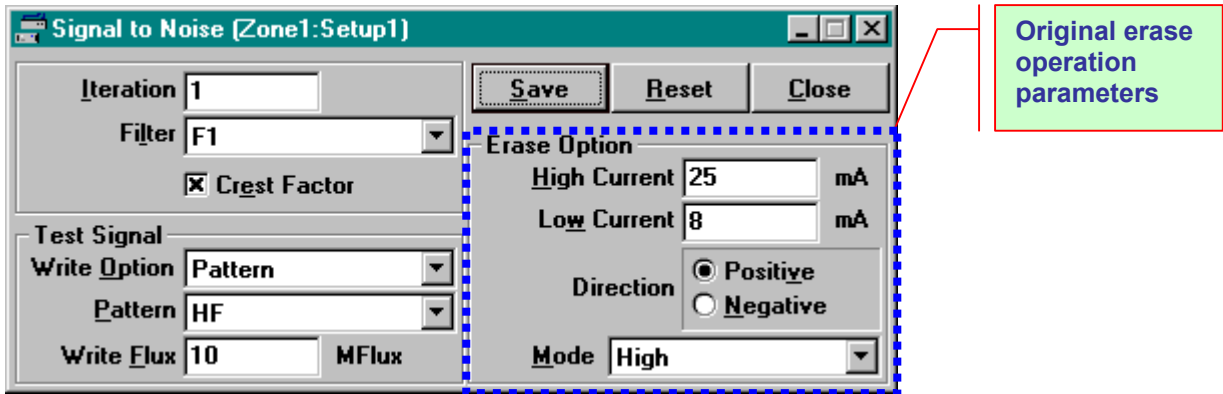 Signal to Noise (Zone1:Setup1)
Iteration 1
Filter F1
Crest Factor
Test Signal
Write Option Pattern
Pattern HF
Write Flux 10 MFlux
Save Reset Close
Erase Option
High Current 25 mA
Low Current 8 mA
Direction
Positive
Negative
Mode High
Original erase
operation
parameters